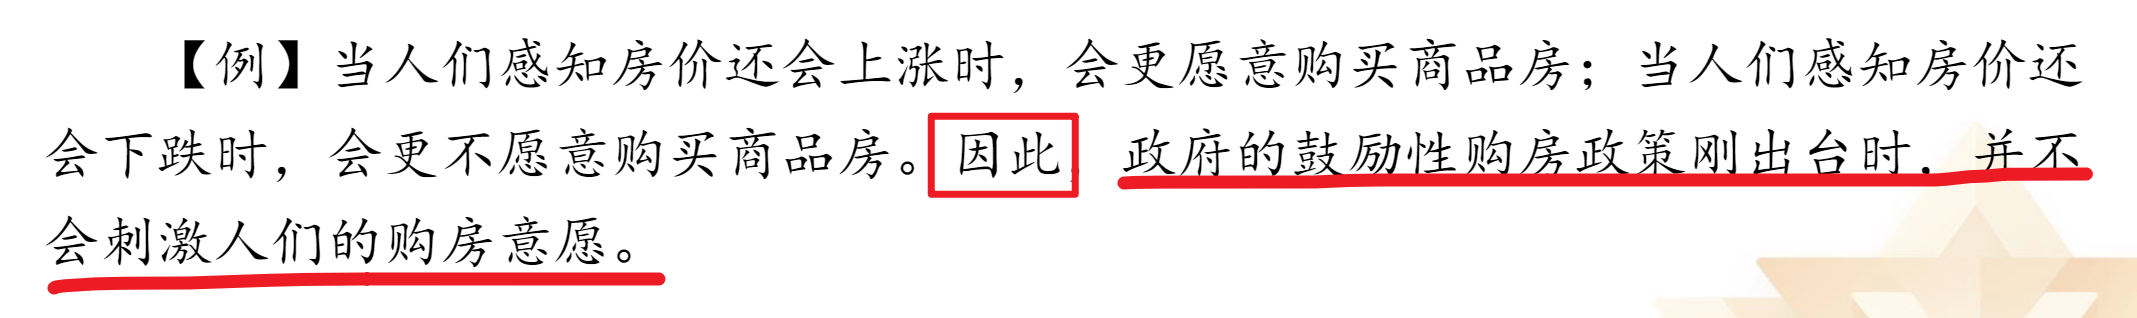 【例】当人们感知房价还会上涨时，会更愿意购买商品房；当人们感知房价还
会下跌时，会更不愿意购买商品房。因此，政府的鼓励性购房政策刚出台时，并不
会刺激人们的购房意愿。